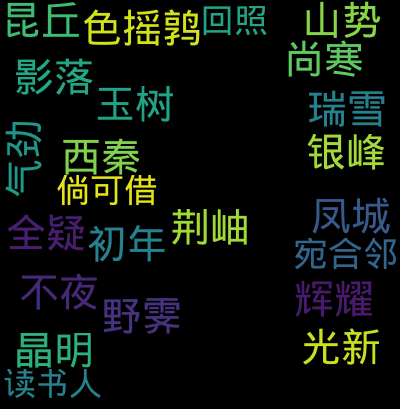 昆丘
色摇鹑
回照
山势
尚寒
影落
玉树
瑞雪
气劲
西秦
银峰
倘可借
凤城
全疑
初年
荆岫
宛合邻
不夜
野霁
辉耀
晶明
光新
读书人